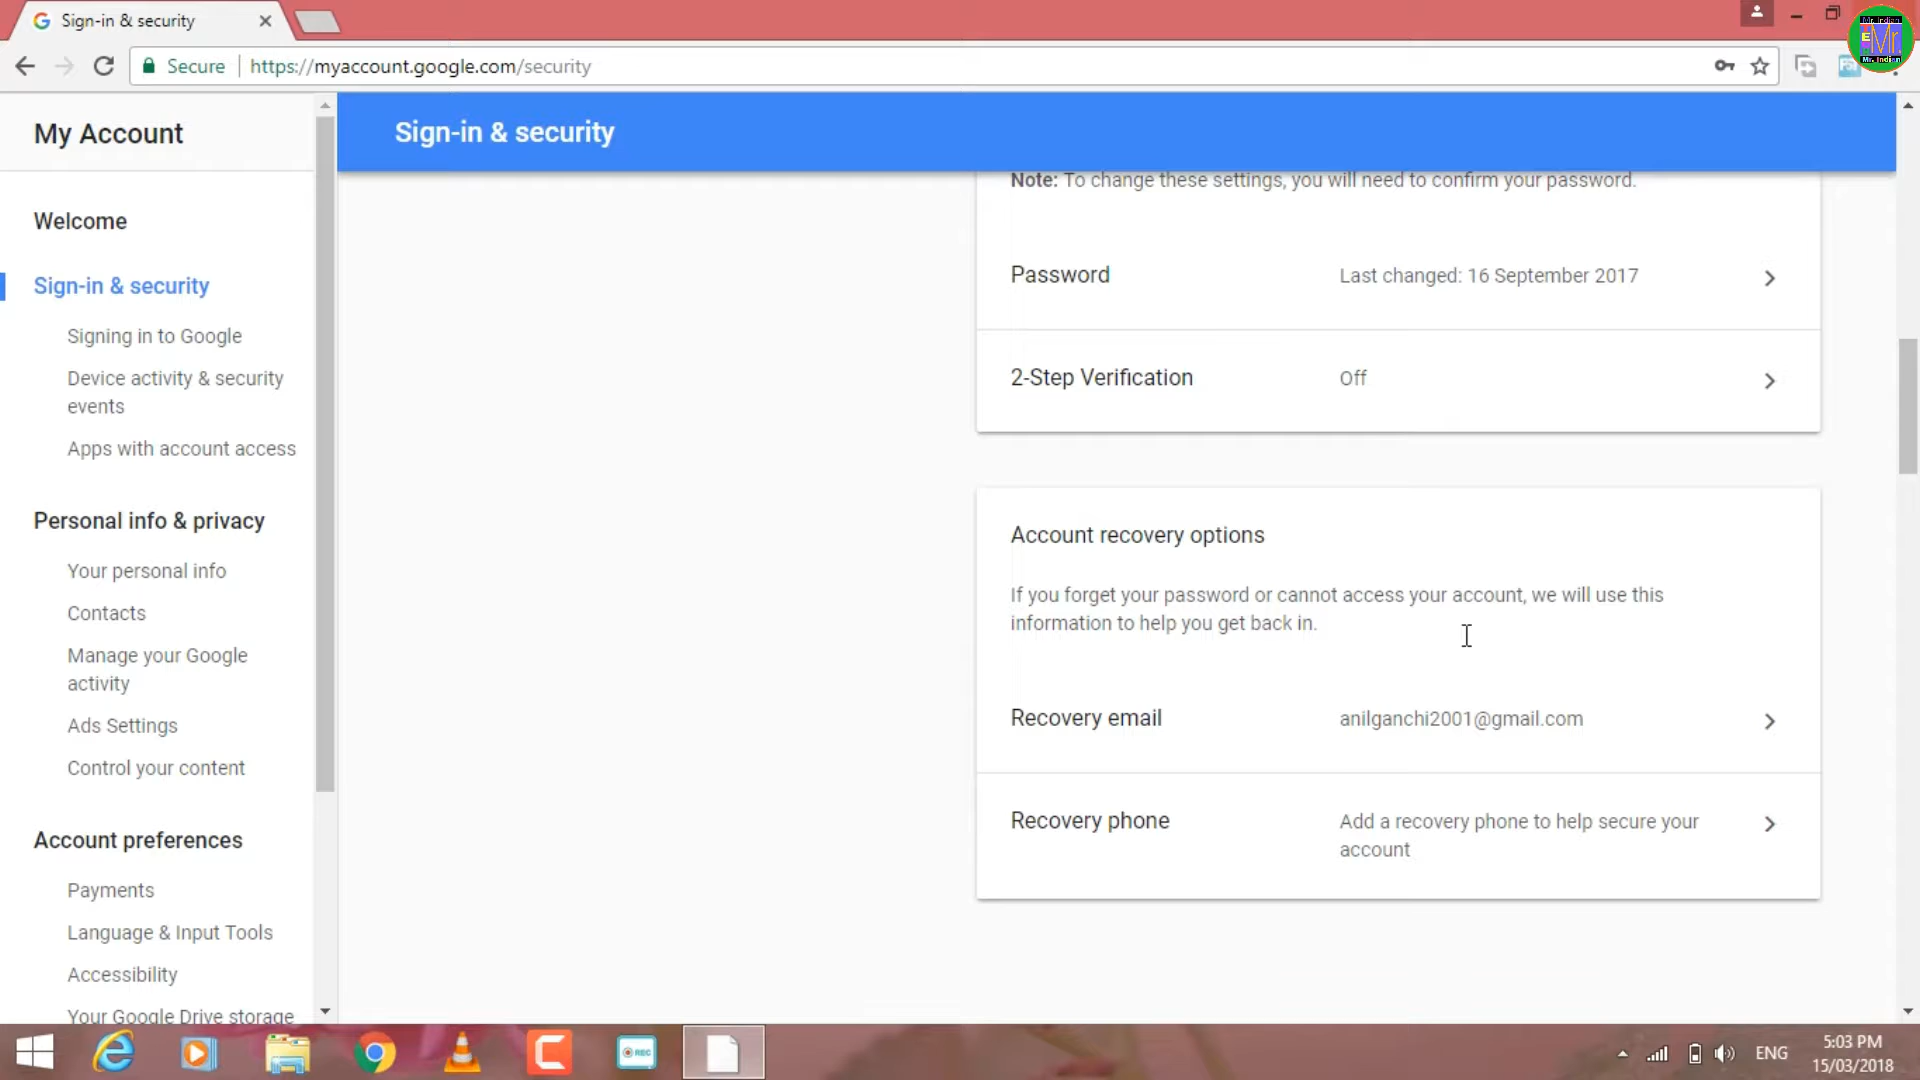 Sign-in & security
Secure
https://myaccount.google.com/security
Mr. Indian
E
Mr.
Mr. Indian
My Account
Welcome
Sign-in & security
Signing in to Google
Device activity & security
events
Apps with account access
Personal info & privacy
Your personal info
Contacts
Manage your Google
activity
Ads Settings
Control your content
Account preferences
Payments
Language & Input Tools
Accessibility
Your Google Drive storage
Sign-in & security
Note: To change these settings, you will need to confirm your password.
Password
Last changed: 16 September 2017
2-Step Verification
Off
Account recovery options
If you forget your password or cannot access your account, we will use this
information to help you get back in.
Recovery email
anilganchi2001@gmail.com
Recovery phone
Add a recovery phone to help secure your
account
REC
ENG
5:03 PM
15/03/2018